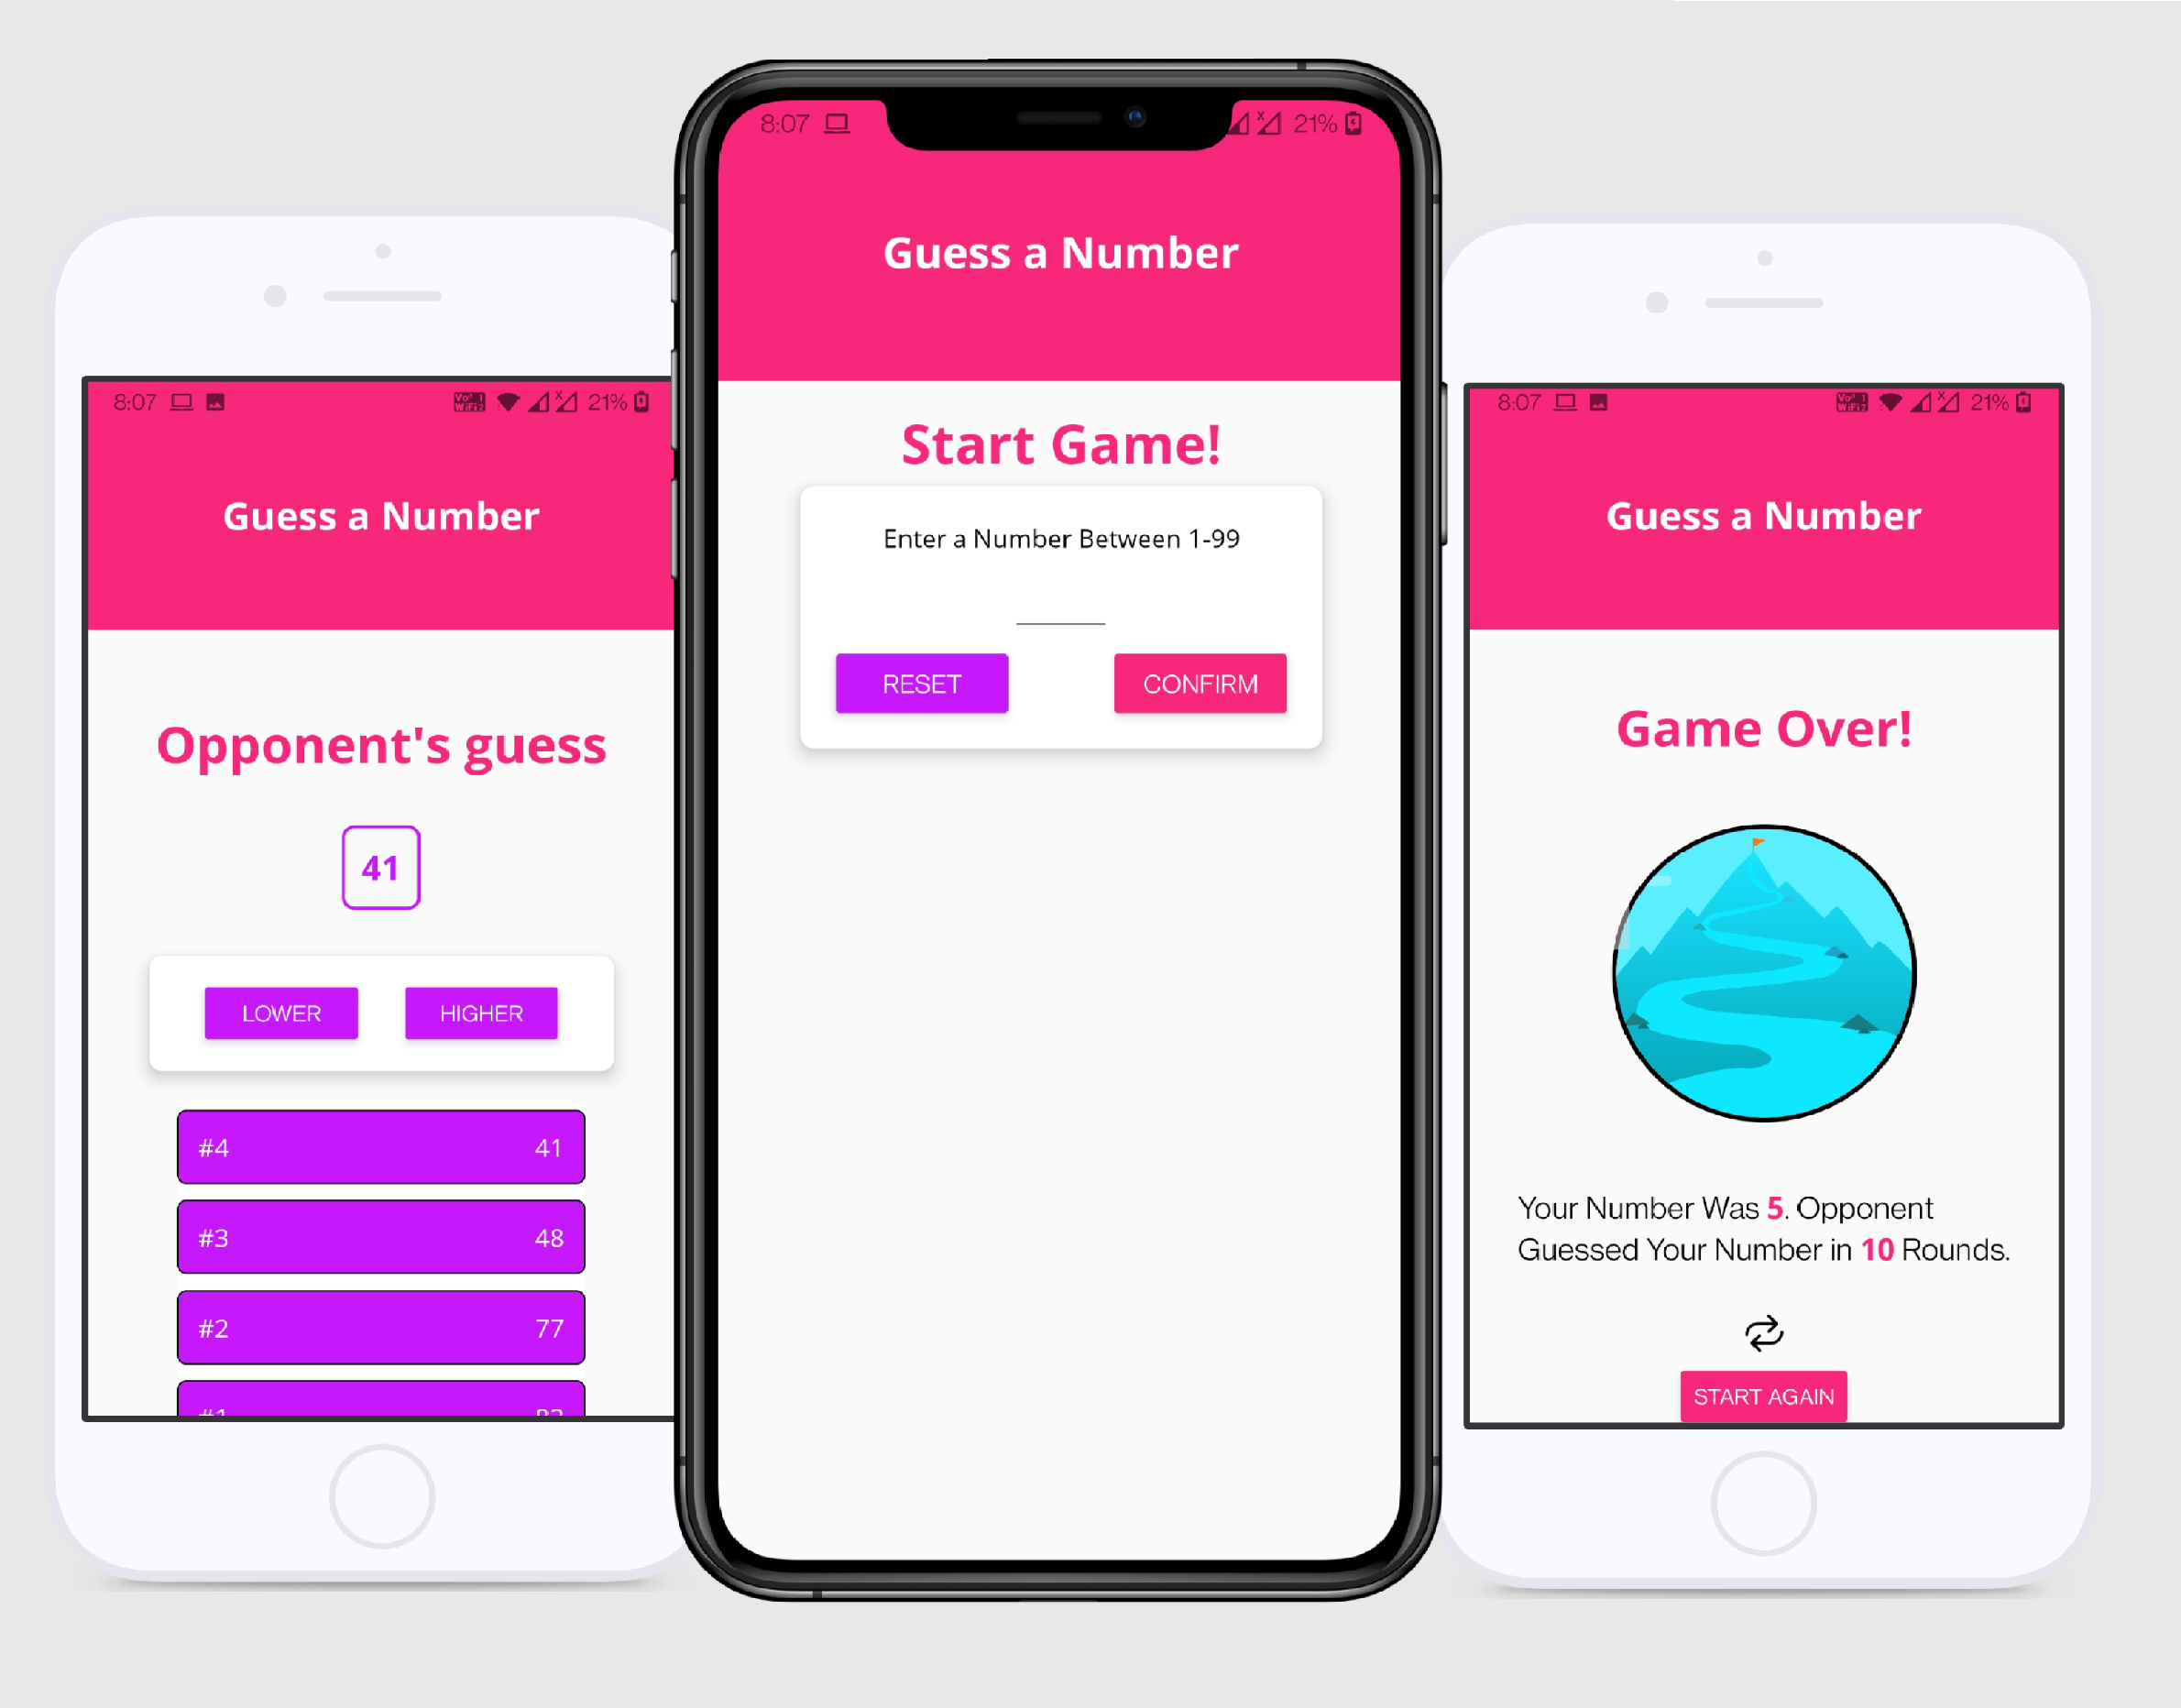 8:07 21%
Guess a Number
Opponent's guess
41
LOWER HIGHER
#4 41
#3 48
#2 77
#1
8:07 21%
Guess a Number
Start Game!
Enter a Number Between 1-99
RESET CONFIRM
8:07 21%
Guess a Number
Game Over!
Your Number Was 5. Opponent
Guessed Your Number in 10 Rounds.
START AGAIN